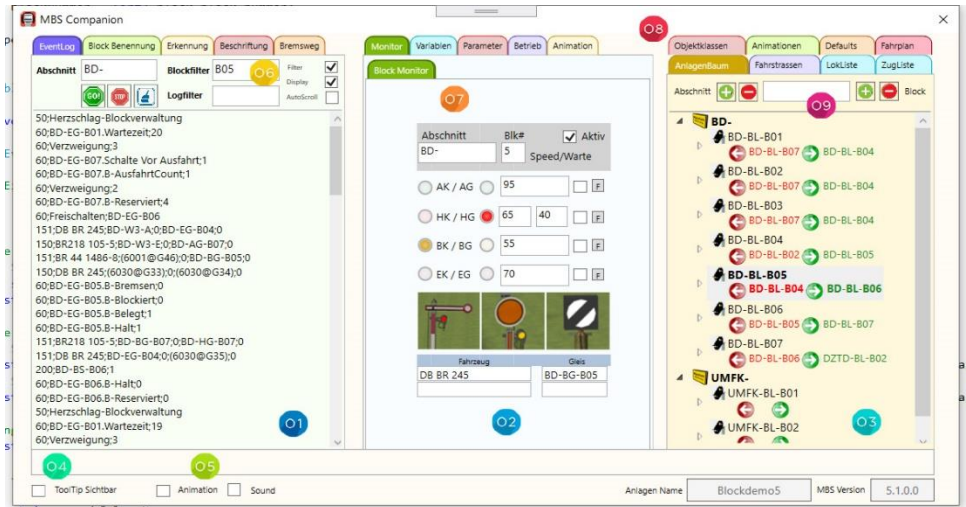 MBS Companion
08
EventLog Block Benennung Erkennung Beschriftung Bremsweg
Abschnitt BD- Blockfilter B05 06 Filter
Display
GO! STOP Logfilter AutoScroll
50;Herzschlag-Blockverwaltung
60;BD-EG-B01.Wartezeit;20
60;Verzweigung;3
60;BD-EG-B07.Schalte Vor Ausfahrt;1
60;BD-EG-B07.B-AusfahrtCount;1
60;Verzweigung;2
60;BD-EG-B07.B-Reserviert;4
60;Freischalten;BD-EG-B06
151;DB BR 245;BD-W3-A;0;BD-EG-B04;0
150;BR218 105-5;BD-W3-E;0;BD-AG-B07;0
151;BR 44 1486-8;(6001@G46);0;BD-BG-B05;0
150;DB BR 245;(6030@G33);0;(6030@G34);0
60;BD-EG-B05.B-Bremsen;0
60;BD-EG-B05.B-Blockiert;0
60;BD-EG-B05.B-Belegt;1
60;BD-EG-B05.B-Halt;1
151;BR218 105-5;BD-BG-B07;0;BD-HG-B07;0
151;DB BR 245;BD-EG-B04;0;(6030@G35);0
200;BD-BS-B06;1
60;BD-EG-B06.B-Halt;0
60;BD-EG-B06.B-Reserviert;0
50;Herzschlag-Blockverwaltung
60;BD-EG-B01.Wartezeit;19
60;Verzweigung;3
01
Monitor Variablen Parameter Betrieb Animation
Block Monitor
07
Abschnitt Blk# Aktiv
BD- 5 Speed/Warte
AK / AG 95 F
HK / HG 65 40 F
BK / BG 55 F
EK / EG 70 F
Fahrzeug Gleis
DB BR 245 BD-BG-B05
02
Objektklassen Animationen Defaults Fahrplan
AnlagenBaum Fahrstrassen LokListe ZugListe
Abschnitt Block
09
BD-
BD-BL-B01
BD-BL-B07 BD-BL-B04
BD-BL-B02
BD-BL-B07 BD-BL-B04
BD-BL-B03
BD-BL-B07 BD-BL-B04
BD-BL-B04
BD-BL-B02 BD-BL-B05
BD-BL-B05
BD-BL-B04 BD-BL-B06
BD-BL-B06
BD-BL-B05 BD-BL-B07
BD-BL-B07
BD-BL-B06 DZTD-BL-B02
UMFK-
UMFK-BL-B01
UMFK-BL-B02
03
04 05
ToolTip Sichtbar Animation Sound Anlagen Name Blockdemo5 MBS Version 5.1.0.0